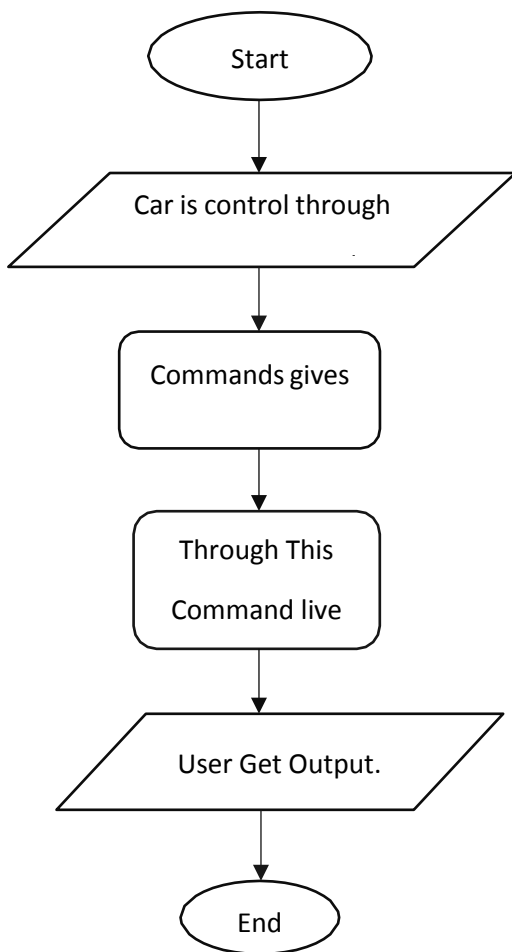 Start
Car is control through
Commands gives
Through This
Command live
User Get Output.
End